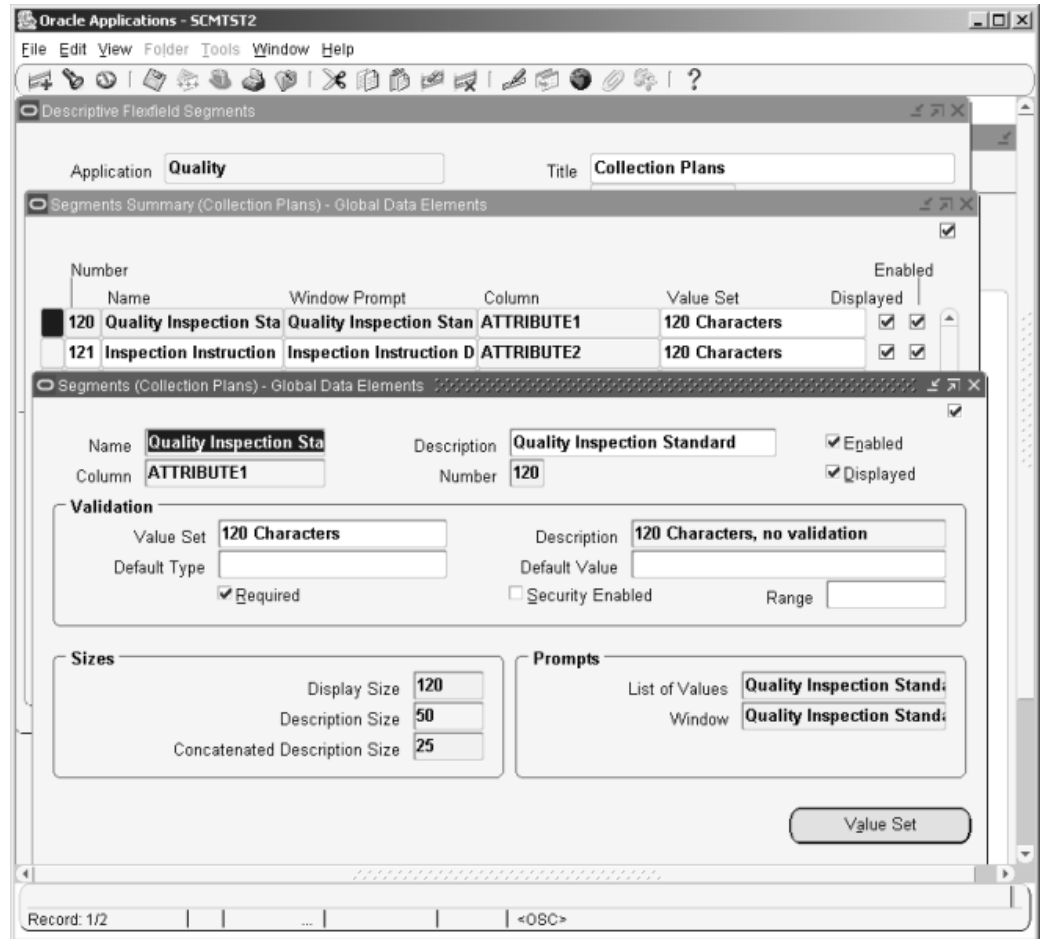 Oracle Applications - SCMTST2
File Edit View Folder Tools Window Help
?
Descriptive Flexfield Segments
Application Quality Title Collection Plans
Segments Summary (Collection Plans) - Global Data Elements
Number Enabled
Name Window Prompt Column Value Set Displayed
120 Quality Inspection Sta Quality Inspection Stan ATTRIBUTE1 120 Characters
121 Inspection Instruction Inspection Instruction D ATTRIBUTE2 120 Characters
Segments (Collection Plans) - Global Data Elements
Name Quality Inspection Sta Description Quality Inspection Standard Enabled
Column ATTRIBUTE1 Number 120 Displayed
Validation
Value Set 120 Characters Description 120 Characters, no validation
Default Type Default Value
Required Security Enabled Range
Sizes Prompts
Display Size 120 List of Values Quality Inspection Standa
Description Size 50 Window Quality Inspection Standa
Concatenated Description Size 25
Value Set
Record: 1/2 ... <OSC>